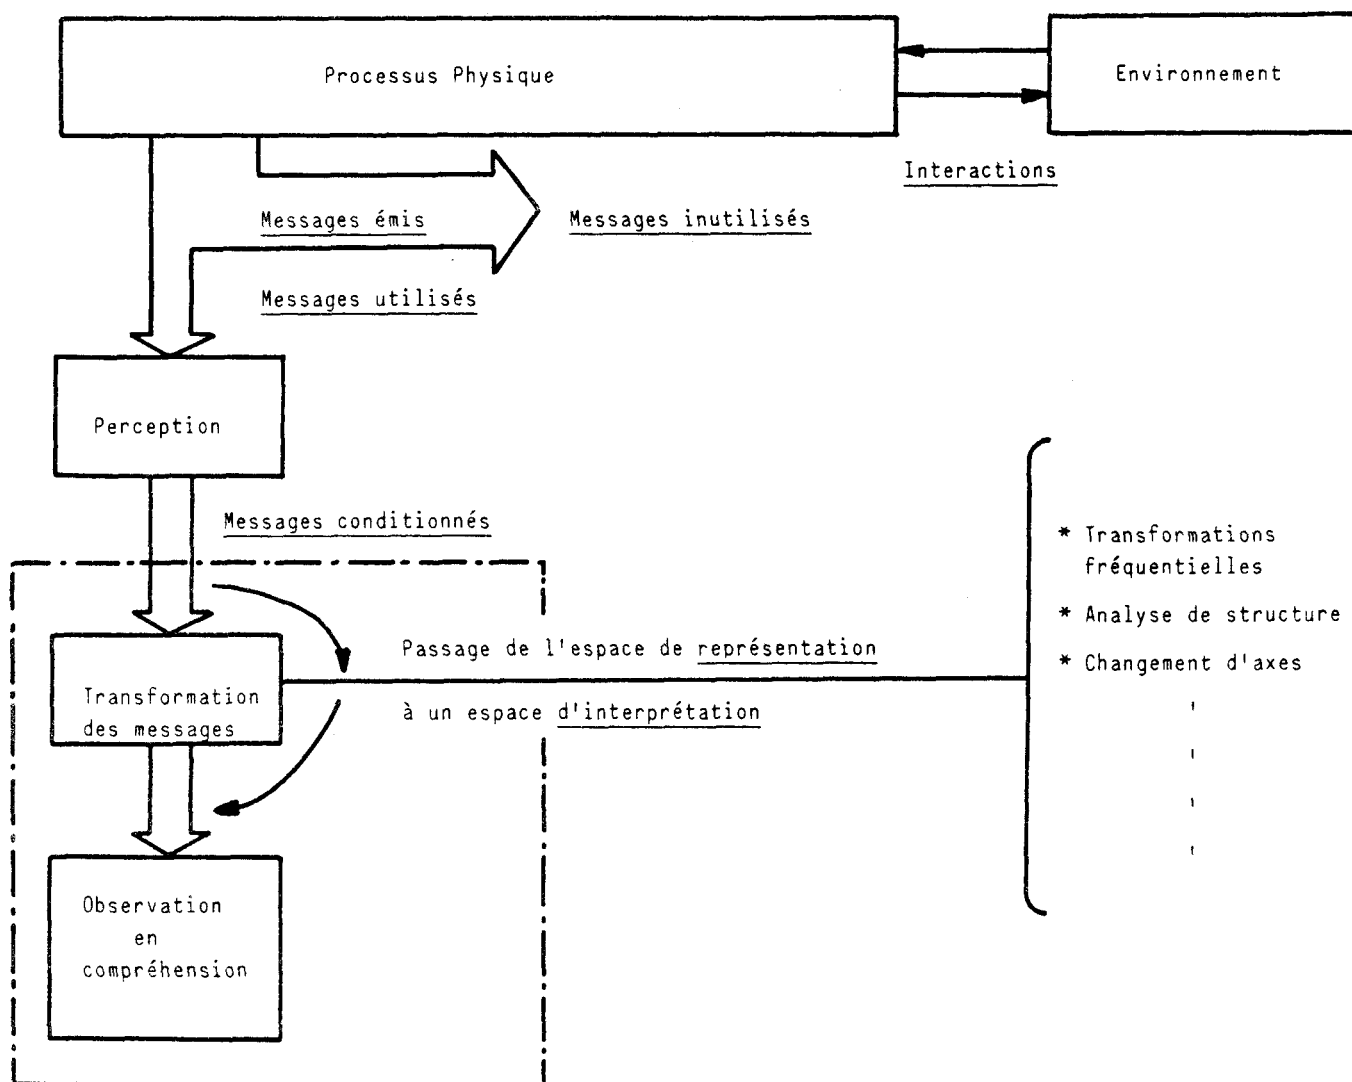 Processus Physique
Environnement
Interactions
Messages émis
Messages inutilisés
Messages utilisés
Perception
Messages conditionnés
* Transformations
fréquentielles
* Analyse de structure
* Changement d'axes
Passage de l'espace de représentation
à un espace d'interprétation
Transformation
des messages
Observation
en
compréhension